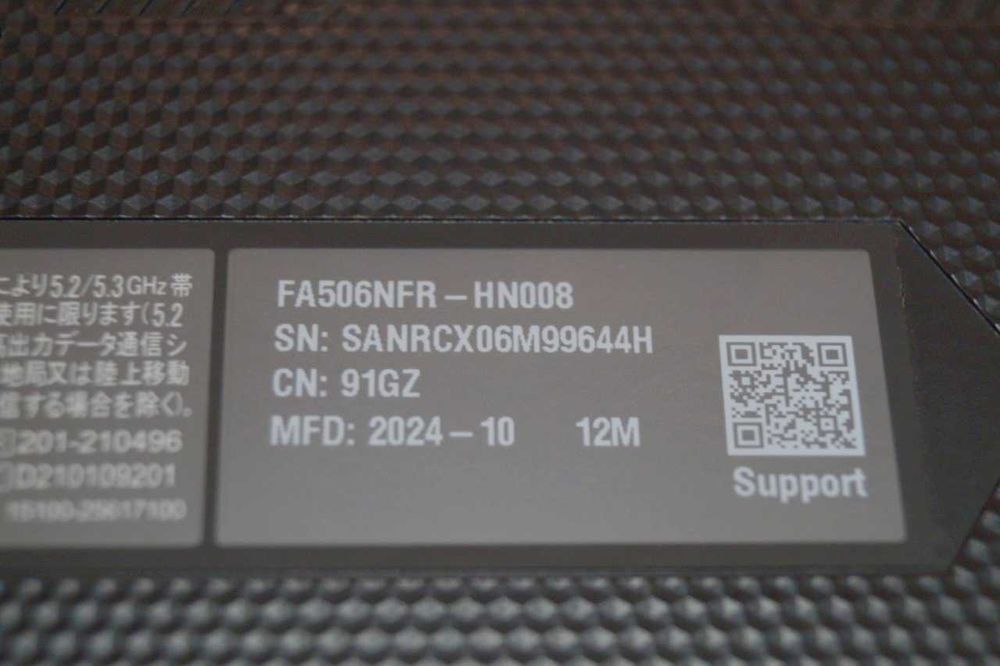 により5.2/5.3GHz帯
使用に限ります(5.2
高出力データ通信シ
地局又は陸上移動
信する場合を除く)。
201-210496
D210109201
15100-25617100
FA506NFR-HN008
SN: SANRCX06M99644H
CN: 91GZ
MFD: 2024-10 12M
Support